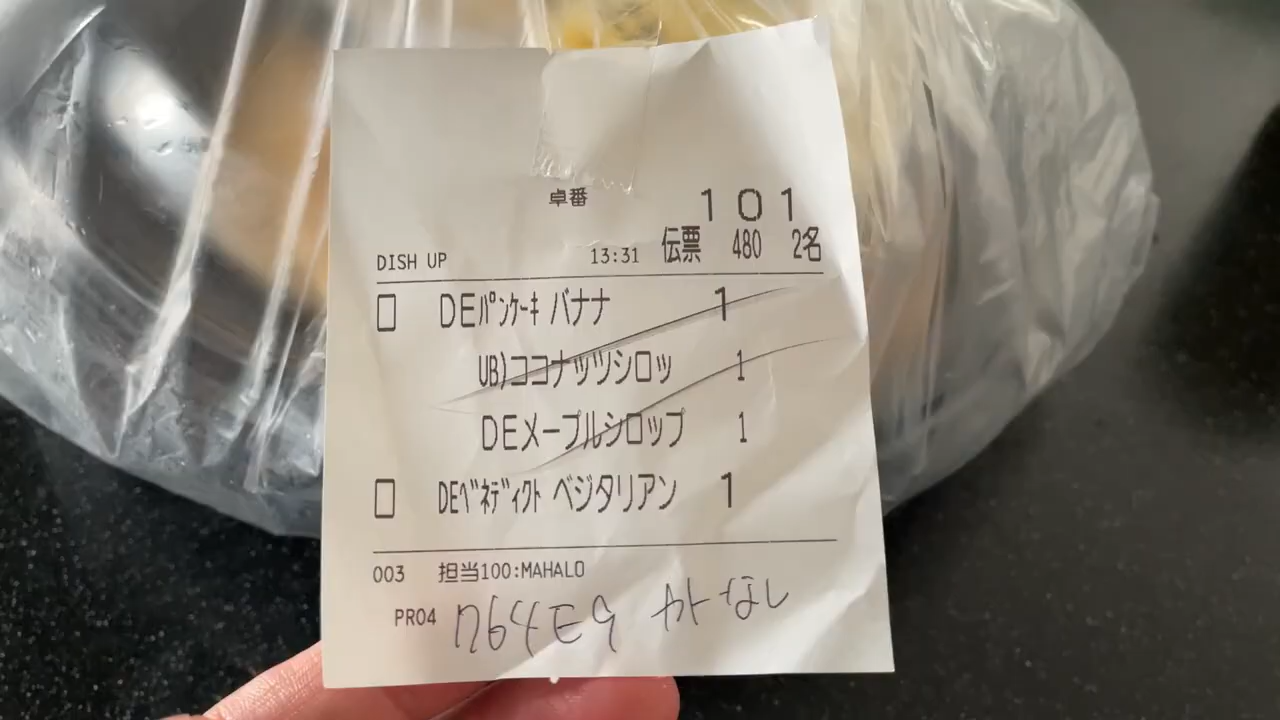 卓番 101
DISH UP 13:31 伝票 480 2名
DEﾊﾟﾝｹｰｷ バナナ 1
UB)ココナッツシロッ 1
DEメープルシロップ 1
DEﾍﾞﾈﾃﾞｨｸﾄ ベジタリアン 1
003 担当100:MAHALO
PR04 764E9 カトなし